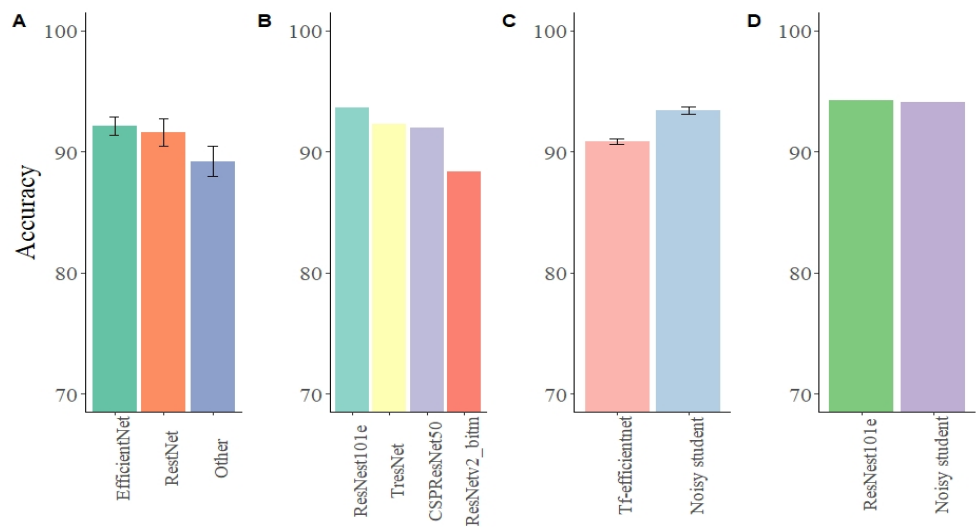 A
B
C
D
Accuracy
100
90
80
70
EfficientNet
RestNet
Other
100
90
80
70
ResNest101e
TresNet
CSPResNet50
ResNetv2_bitm
100
90
80
70
Tf-efficientnet
Noisy student
100
90
80
70
ResNest101e
Noisy student